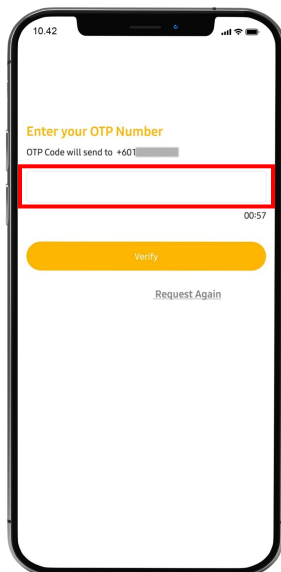 10.42
Enter your OTP Number
OTP Code will send to +601
00:57
Verify
Request Again